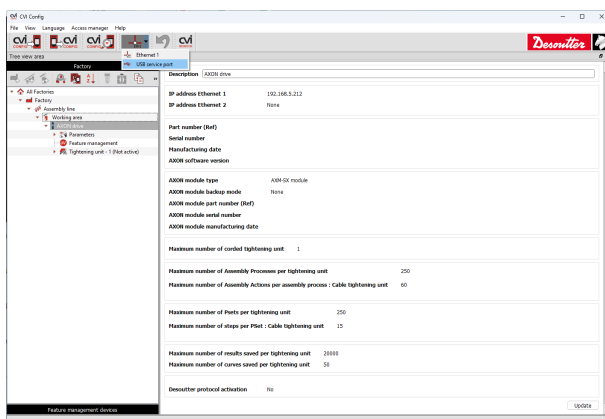 CVI Config
File View Language Access manager Help
CVI CONFIG CVI CONFIG CVI CVI MONITOR
Desoutter
Ethernet 1
USB service port
Tree view area
Factory
All Factories
Factory
Assembly line
Working area
AXON drive
Parameters
Feature management
Tightening unit - 1 (Not active)
Feature management devices
Description AXON drive
IP address Ethernet 1 192.168.5.212
IP address Ethernet 2 None
Part number (Ref)
Serial number
Manufacturing date
AXON software version
AXON module type AXM-SX module
AXON module backup mode None
AXON module part number (Ref)
AXON module serial number
AXON module manufacturing date
Maximum number of corded tightening unit 1
Maximum number of Assembly Processes per tightening unit 250
Maximum number of Assembly Actions per assembly process : Cable tightening unit 60
Maximum number of Psets per tightening unit 250
Maximum number of steps per PSet : Cable tightening unit 15
Maximum number of results saved per tightening unit 20000
Maximum number of curves saved per tightening unit 50
Desoutter protocol activation No
Update